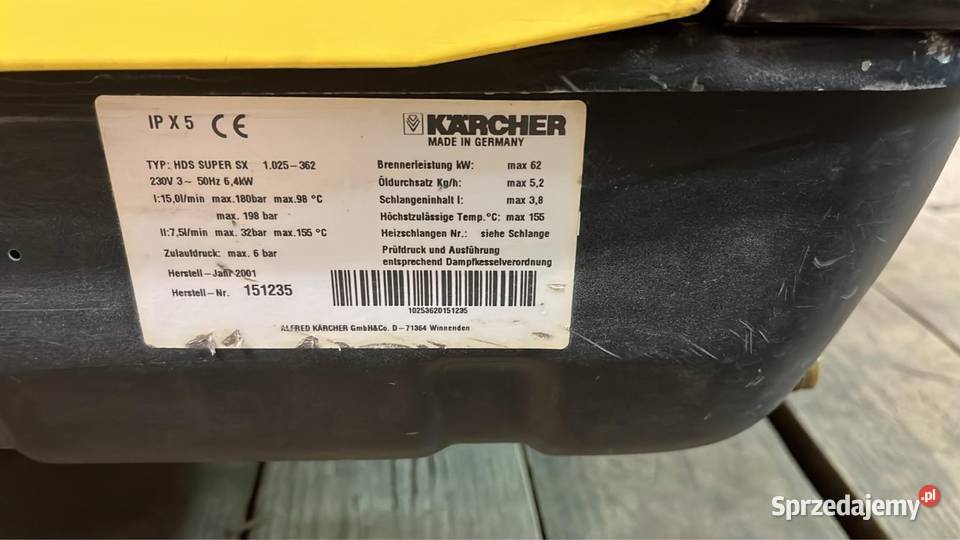 IP X 5 CE
KÄRCHER
MADE IN GERMANY
TYP: HDS SUPER SX 1.025-362
230V 3~ 50Hz 6,4kW
I:15,0l/min max.180bar max.98 °C
max. 198 bar
II:7,5l/min max. 32bar max.155 °C
Zulaufdruck: max. 6 bar
Herstell-Jahr 2001
Herstell-Nr. 151235
Brennerleistung kW: max 62
Öldurchsatz Kg/h: max 5,2
Schlangeninhalt l: max 3,8
Höchstzulässige Temp.°C: max 155
Heizschlangen Nr.: siehe Schlange
Prüfdruck und Ausführung
entsprechend Dampfkesselverordnung
10253620151235
ALFRED KÄRCHER GmbH&Co. D-71364 Winnenden
Sprzedajemy.pl